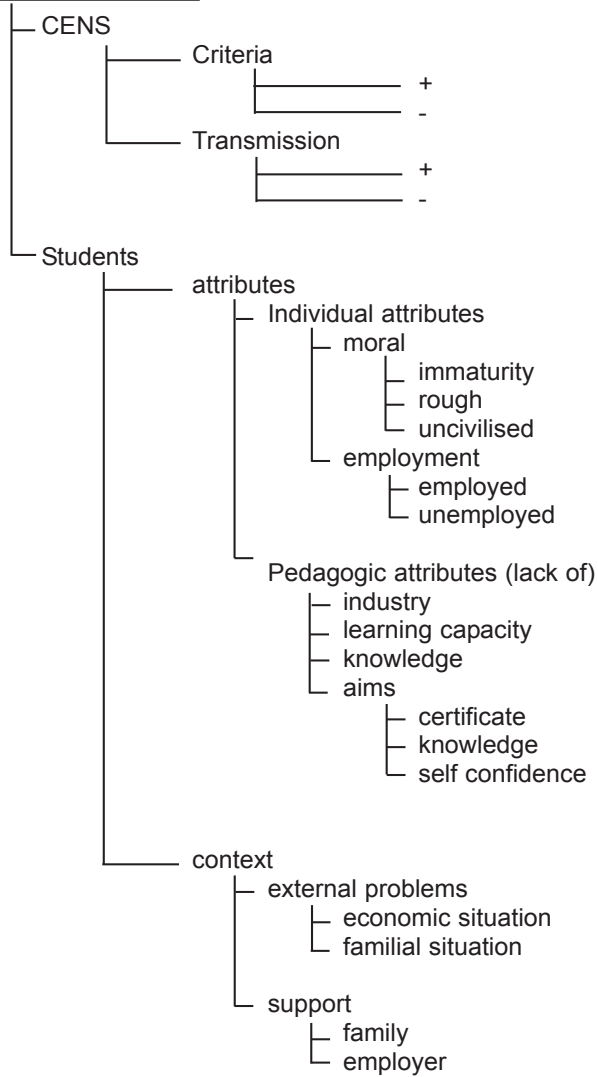 CENS
Criteria
+
-
Transmission
+
-
Students
attributes
Individual attributes
moral
immaturity
rough
uncivilised
employment
employed
unemployed
Pedagogic attributes (lack of)
industry
learning capacity
knowledge
aims
certificate
knowledge
self confidence
context
external problems
economic situation
familial situation
support
family
employer